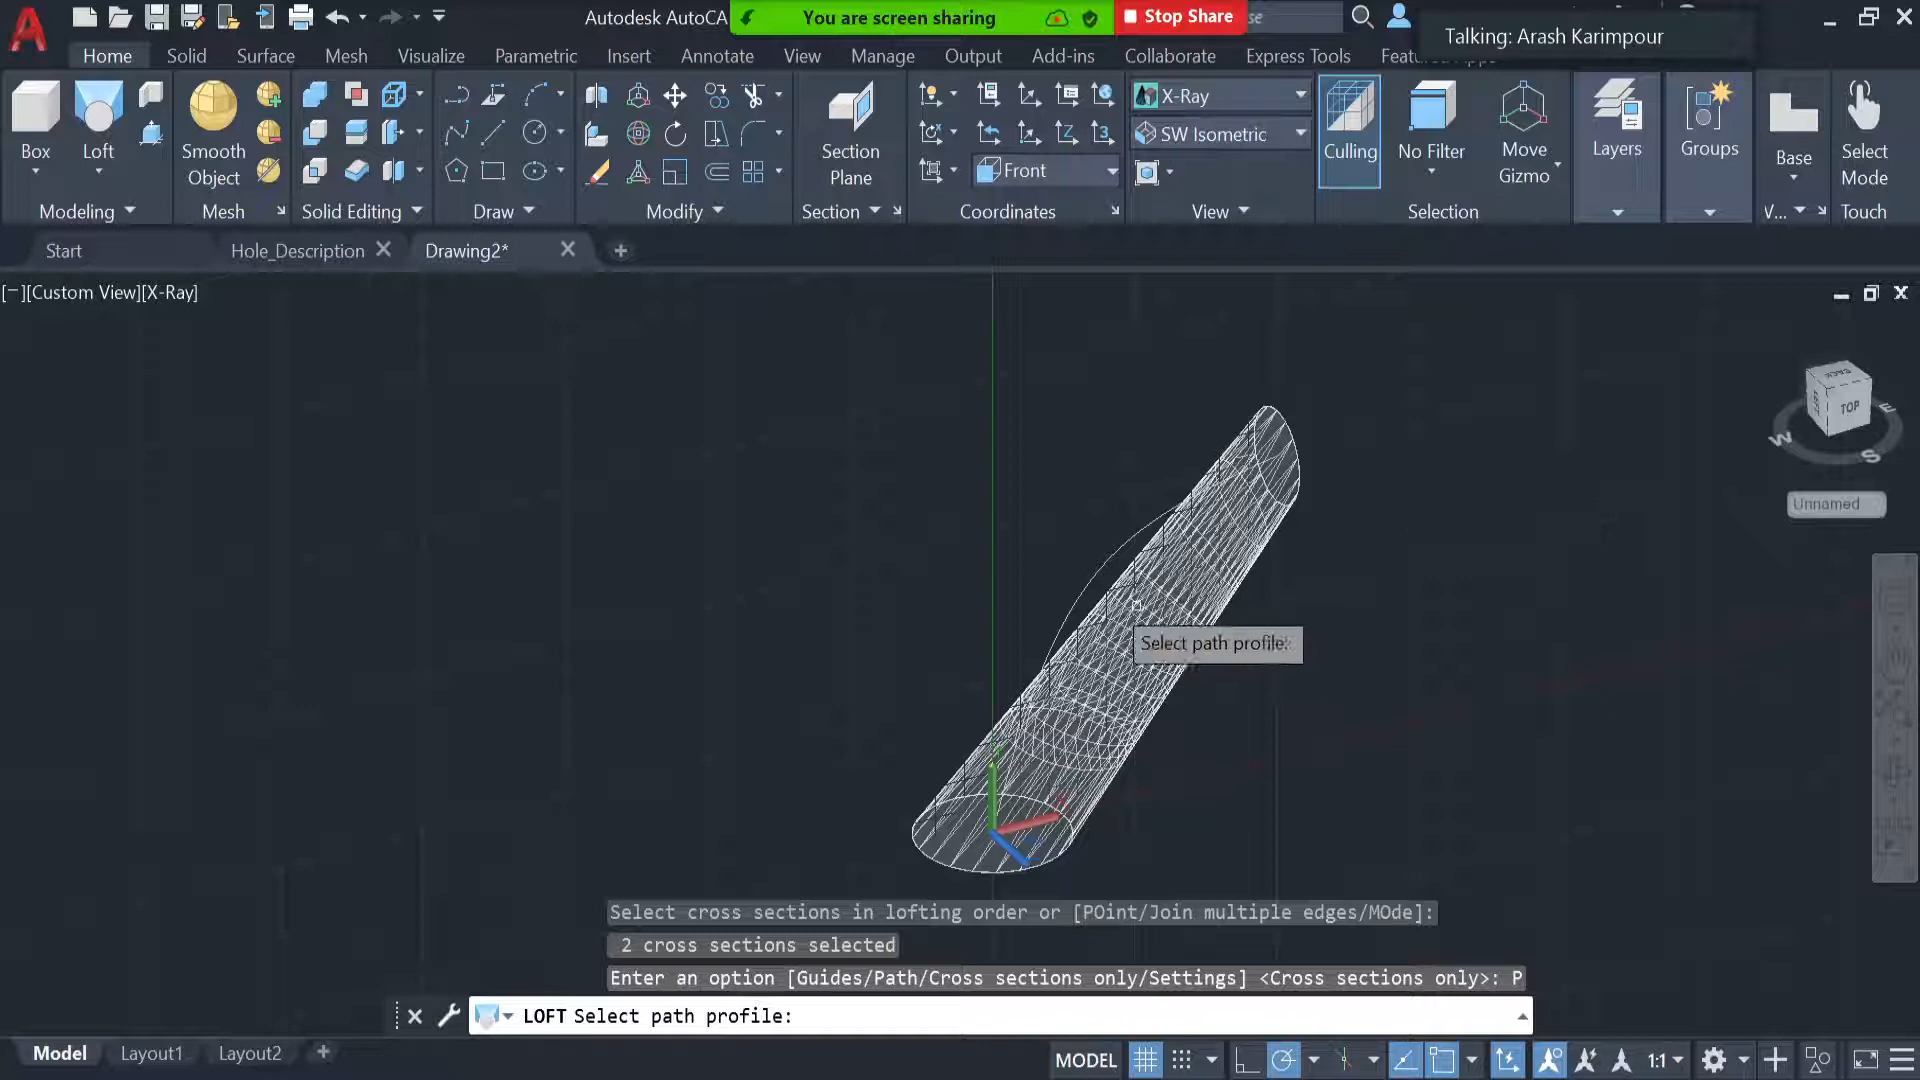 Autodesk AutoCA
You are screen sharing
Stop Share
se
Talking: Arash Karimpour
Home
Solid
Surface
Mesh
Visualize
Parametric
Insert
Annotate
View
Manage
Output
Add-ins
Collaborate
Express Tools
Box
Loft
Smooth
Object
Section
Plane
X-Ray
SW Isometric
Front
Culling
No Filter
Move
Gizmo
Layers
Groups
Base
Select
Mode
Modeling
Mesh
Solid Editing
Draw
Modify
Section
Coordinates
View
Selection
V...
Touch
Start
Hole_Description
Drawing2*
[−][Custom View][X-Ray]
BACK
LEFT
TOP
E
W
S
Unnamed
Select path profile:
Select cross sections in lofting order or [POint/Join multiple edges/MOde]:
2 cross sections selected
Enter an option [Guides/Path/Cross sections only/Settings] <Cross sections only>: P
LOFT Select path profile:
Model
Layout1
Layout2
MODEL
1:1